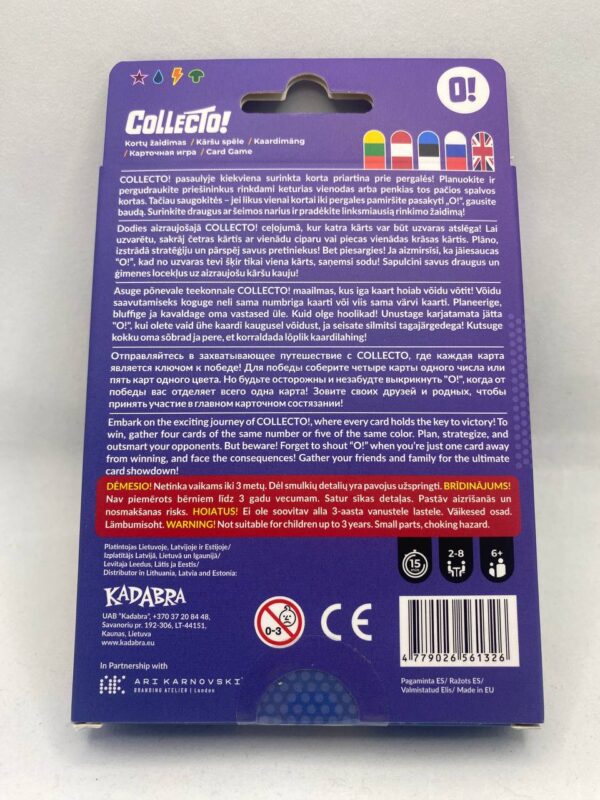 O!
COLLECTO!
Kortų žaidimas / Kāršu spēle / Kaardimäng
/ Карточная игра / Card Game
COLLECTO! pasaulyje kiekviena surinkta korta priartina prie pergalės! Planuokite ir
pergudraukite priešininkus rinkdami keturias vienodas arba penkias tos pačios spalvos
kortas. Tačiau saugokitės - jei likus vienai kortai iki pergalės pamiršite pasakyti „O!", gausite
baudą. Surinkite draugus ar šeimos narius ir pradėkite linksmiausią rinkimo žaidimą!
Dodies aizraujošajā COLLECTO! ceļojumā, kur katra kārts var būt uzvaras atslēga! Lai
uzvarētu, sakrāj četras kārtis ar vienādu ciparu vai piecas vienādas krāsas kārtis. Plāno,
izstrādā stratēģiju un pārspēj savus pretiniekus! Bet piesargies! Ja aizmirsīsi, ka jāiesaucas
"O!", kad no uzvaras tevi šķir tikai viena kārts, saņemsi sodu! Sapulcini savus draugus un
ģimenes locekļus uz aizraujošu kāršu kauju!
Asuge põnevale teekonnale COLLECTO! maailmas, kus iga kaart hoiab võidu võtit! Võidu
saavutamiseks koguge neli sama numbriga kaarti või viis sama värvi kaarti. Planeerige,
bluffige ja kavaldage oma vastased üle. Kuid olge hoolikad! Unustage karjatamata jätta
"O!", kui olete vaid ühe kaardi kaugusel võidust, ja seisate silmitsi tagajärgedega! Kutsuge
kokku oma sõbrad ja pere, et korraldada lõplik kaardilahing!
Отправляйтесь в захватывающее путешествие с COLLECTO, где каждая карта
является ключом к победе! Для победы соберите четыре карты одного числа или
пять карт одного цвета. Но будьте осторожны и незабудте выкрикнуть "О!", когда от
победы вас отделяет всего одна карта! Зовите своих друзей и родных, чтобы
принять участие в главном карточном состязании!
Embark on the exciting journey of COLLECTO!, where every card holds the key to victory! To
win, gather four cards of the same number or five of the same color. Plan, strategize, and
outsmart your opponents. But beware! Forget to shout "O!" when you're just one card away
from winning, and face the consequences! Gather your friends and family for the ultimate
card showdown!
DĖMESIO! Netinka vaikams iki 3 metų. Dėl smulkių detalių yra pavojus užspringti. BRĪDINĀJUMS!
Nav piemērots bērniem līdz 3 gadu vecumam. Satur sīkas detaļas. Pastāv aizrīšanās un
nosmakšanas risks. HOIATUS! Ei ole soovitav alla 3-aasta vanustele lastele. Väikesed osad.
Lämbumisoht. WARNING! Not suitable for children up to 3 years. Small parts, choking hazard.
Platintojas Lietuvoje, Latvijoje ir Estijoje/
Izplatītājs Latvijā, Lietuvā un Igaunijā/
Levitaja Leedus, Lätis ja Eestis/
Distributor in Lithuania, Latvia and Estonia:
15
2-8
6+
KADABRA
UAB "Kadabra", +370 37 20 84 48,
Savanorių pr. 192-306, LT-44151,
Kaunas, Lietuva
www.kadabra.eu
0-3
CE
4 779026 561326
In Partnership with
ARI KARNOVSKI
BRANDING ATELIER | London
Pagaminta ES/ Ražots ES/
Valmistatud Elis/ Made in EU